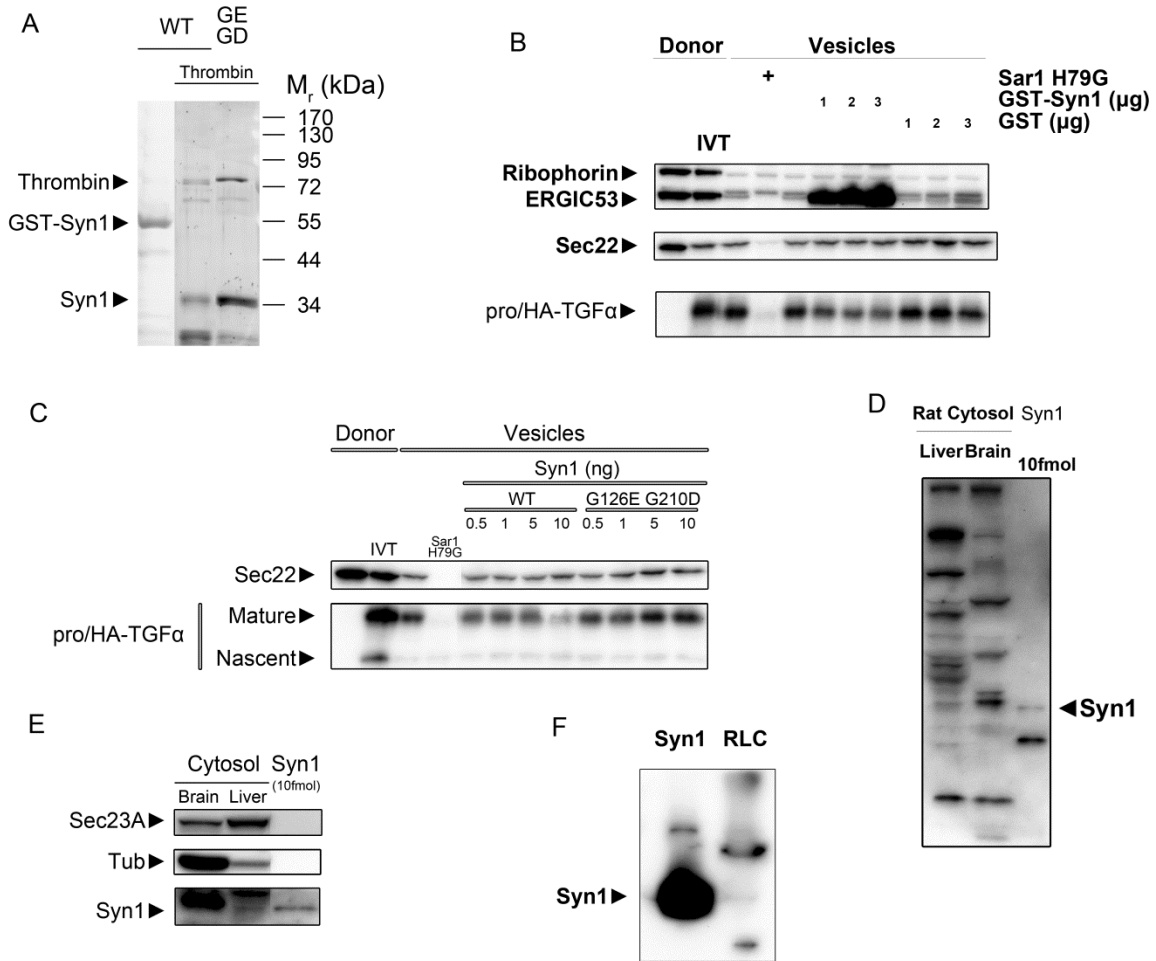 A
WT
GE
GD
Thrombin
Mr (kDa)
170
130
95
72
55
44
34
Thrombin
GST-Syn1
Syn1
B
Donor Vesicles
+ Sar1 H79G
1 2 3 GST-Syn1 (µg)
1 2 3 GST (µg)
IVT
Ribophorin
ERGIC53
Sec22
pro/HA-TGFα
C
Donor Vesicles
Syn1 (ng)
WT G126E G210D
0.5 1 5 10 0.5 1 5 10
IVT Sar1
H79G
Sec22
Mature
pro/HA-TGFα
Nascent
D
Rat Cytosol Syn1
Liver Brain 10fmol
Syn1
E
Cytosol Syn1
Brain Liver (10fmol)
Sec23A
Tub
Syn1
F
Syn1 RLC
Syn1